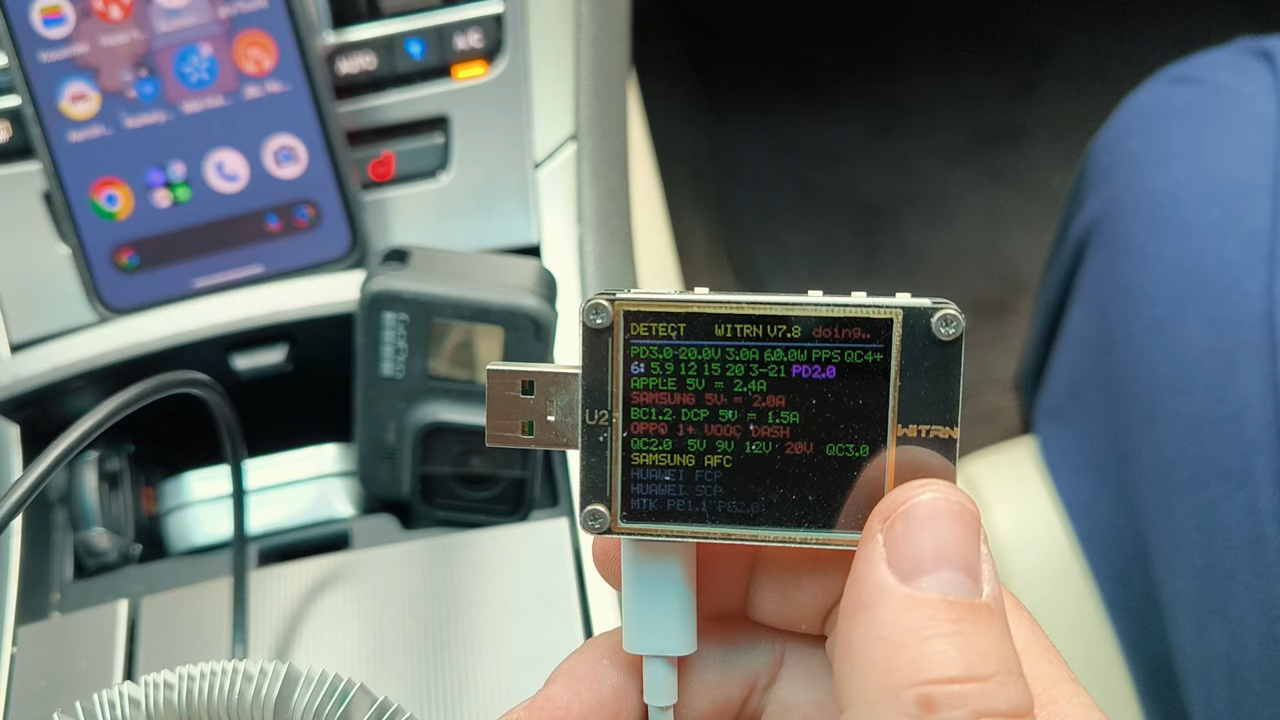 AUTO
A/C
GoPro
DETECT WITRN V7.8 doing..
PD3.0-20.0V 3.0A 60.0W PPS QC4+
6: 5.9 12 15 20 3-21 PD2.0
APPLE 5V = 2.4A
SAMSUNG 5V = 2.0A
BC1.2 DCP 5V = 1.5A
OPPO 1+ VOOC DASH
QC2.0 5V 9V 12V 20V QC3.0
SAMSUNG AFC
HUAWEI FCP
HUAWEI SCP
MTK PE1.1 PE2.0
U2
WITRN